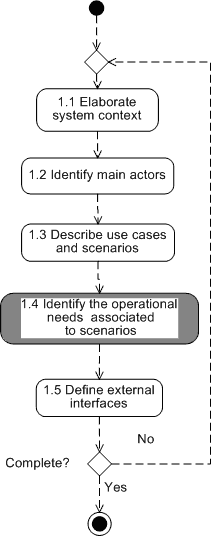 1.1 Elaborate
system context
1.2 Identify main actors
1.3 Describe use cases
and scenarios
1.4 Identify the operational
needs associated
to scenarios
1.5 Define external
interfaces
No
Complete?
Yes